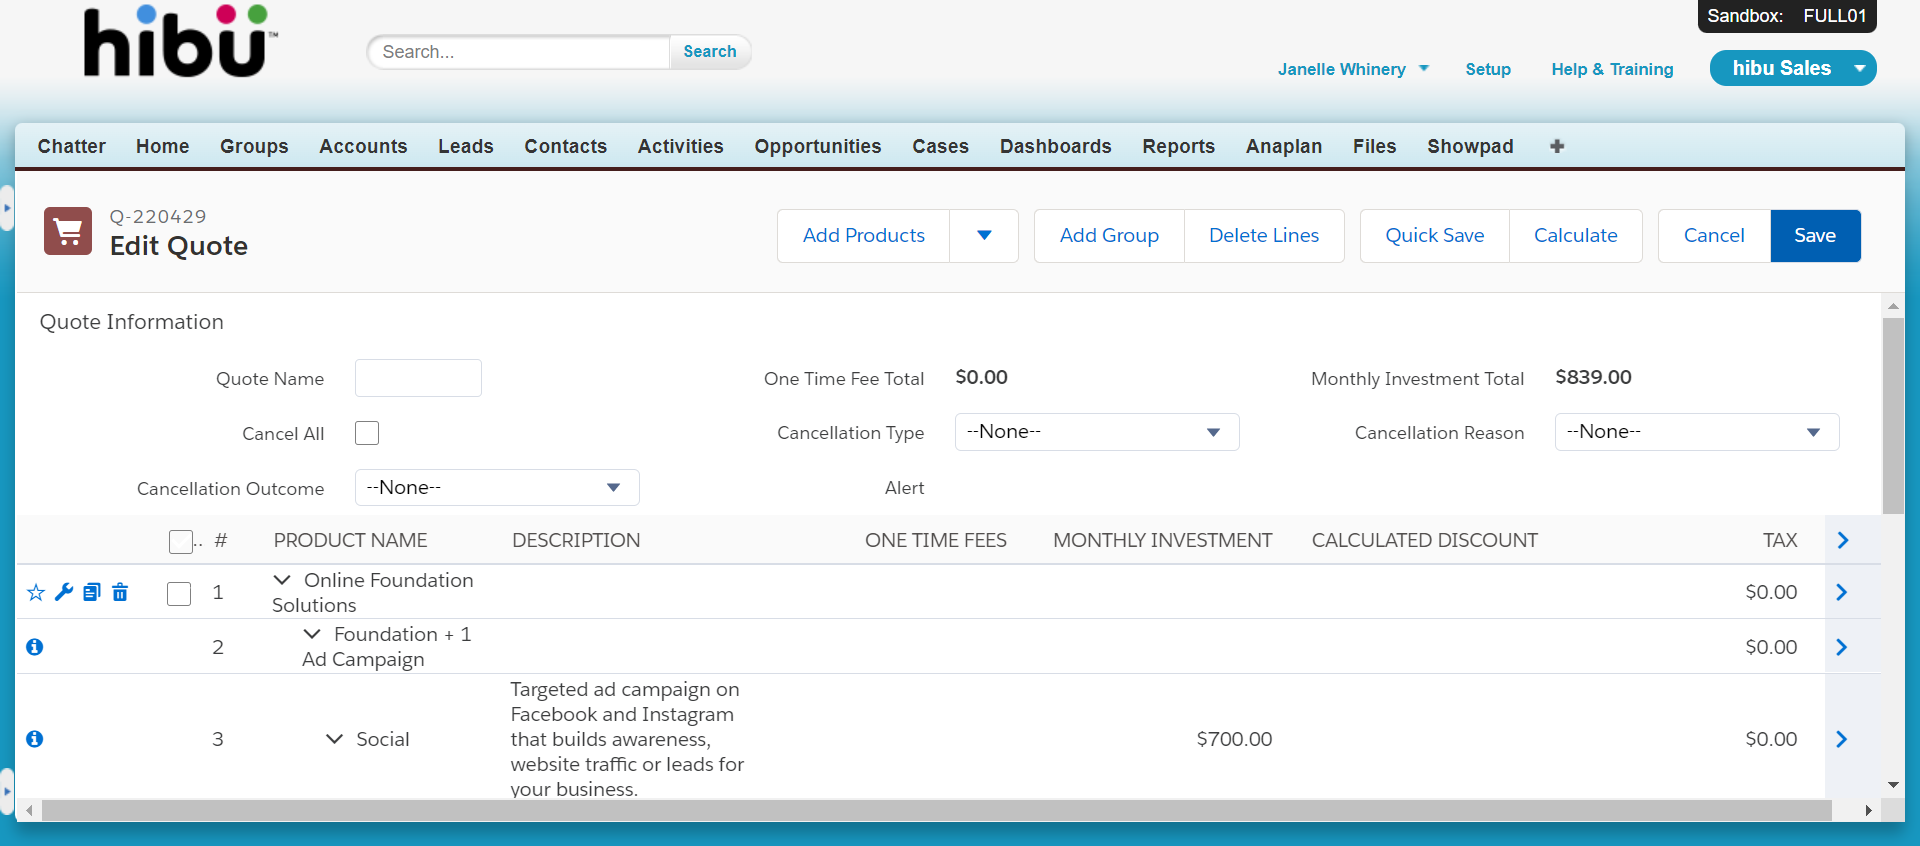 hibü™
Search...
Search
Sandbox: FULL01
Janelle Whinery
Setup
Help & Training
hibu Sales
Chatter Home Groups Accounts Leads Contacts Activities Opportunities Cases Dashboards Reports Anaplan Files Showpad
Q-220429
Edit Quote
Add Products
Add Group
Delete Lines
Quick Save
Calculate
Cancel
Save
Quote Information
Quote Name
One Time Fee Total $0.00
Monthly Investment Total $839.00
Cancel All
Cancellation Type --None--
Cancellation Reason --None--
Cancellation Outcome --None--
Alert
.. # PRODUCT NAME DESCRIPTION ONE TIME FEES MONTHLY INVESTMENT CALCULATED DISCOUNT TAX
1 Online Foundation
Solutions
$0.00
2 Foundation + 1
Ad Campaign
$0.00
3 Social
Targeted ad campaign on
Facebook and Instagram
that builds awareness,
website traffic or leads for
your business.
$700.00
$0.00